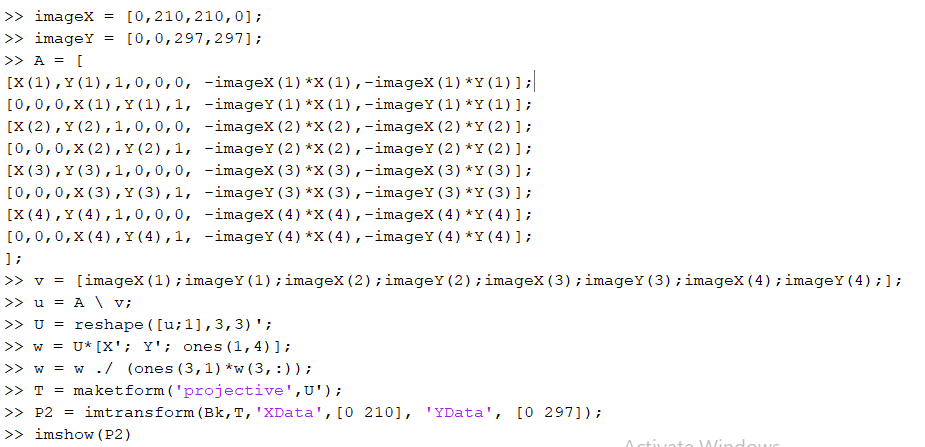 >> imageX = [0,210,210,0];
>> imageY = [0,0,297,297];
>> A = [
[X(1),Y(1),1,0,0,0, -imageX(1)*X(1),-imageX(1)*Y(1)];
[0,0,0,X(1),Y(1),1, -imageY(1)*X(1),-imageY(1)*Y(1)];
[X(2),Y(2),1,0,0,0, -imageX(2)*X(2),-imageX(2)*Y(2)];
[0,0,0,X(2),Y(2),1, -imageY(2)*X(2),-imageY(2)*Y(2)];
[X(3),Y(3),1,0,0,0, -imageX(3)*X(3),-imageX(3)*Y(3)];
[0,0,0,X(3),Y(3),1, -imageY(3)*X(3),-imageY(3)*Y(3)];
[X(4),Y(4),1,0,0,0, -imageX(4)*X(4),-imageX(4)*Y(4)];
[0,0,0,X(4),Y(4),1, -imageY(4)*X(4),-imageY(4)*Y(4)];
];
>> v = [imageX(1);imageY(1);imageX(2);imageY(2);imageX(3);imageY(3);imageX(4);imageY(4);];
>> u = A \ v;
>> U = reshape([u;1],3,3)';
>> w = U*[X'; Y'; ones(1,4)];
>> w = w ./ (ones(3,1)*w(3,:));
>> T = maketform('projective',U');
>> P2 = imtransform(Bk,T,'XData',[0 210], 'YData', [0 297]);
>> imshow(P2)
Activate Windows